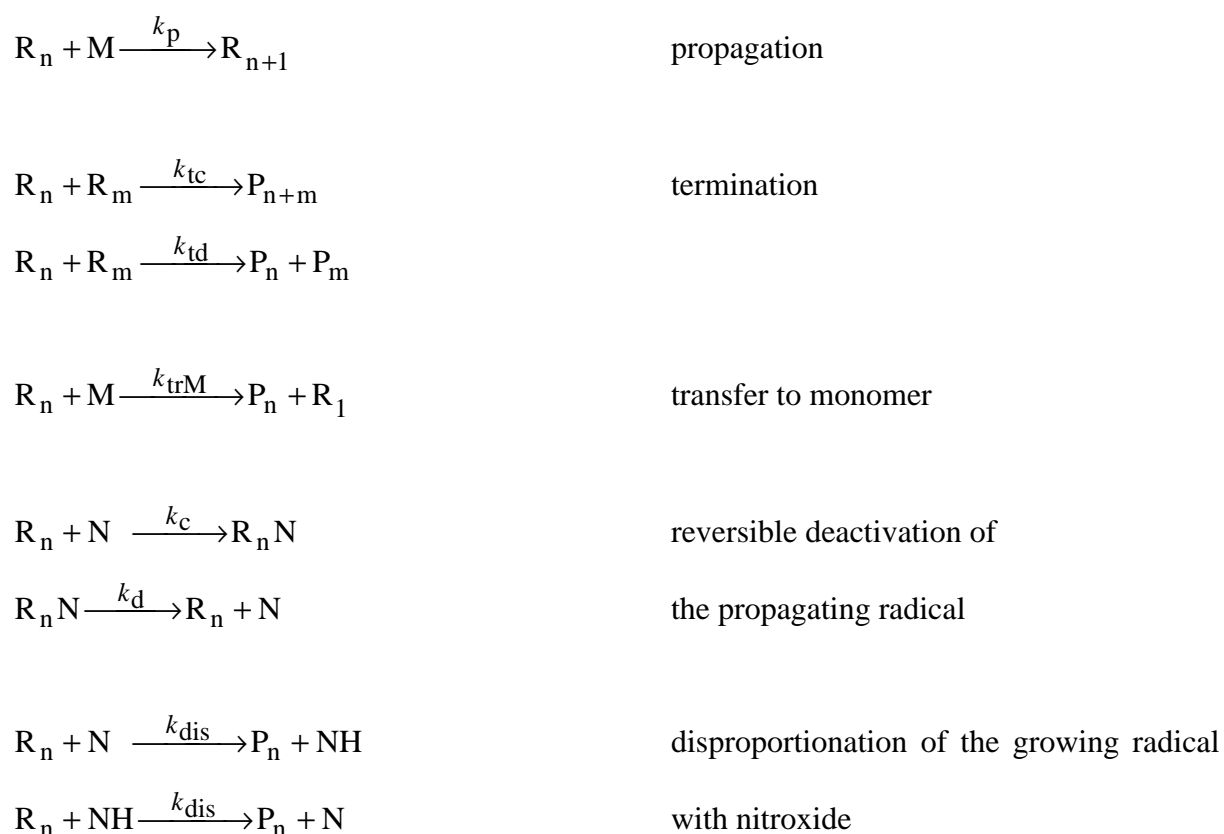 R_n + M —k_p→ R_{n+1} propagation
R_n + R_m —k_tc→ P_{n+m} termination
R_n + R_m —k_td→ P_n + P_m
R_n + M —k_trM→ P_n + R_1 transfer to monomer
R_n + N —k_c→ R_n N reversible deactivation of
R_n N —k_d→ R_n + N the propagating radical
R_n + N —k_dis→ P_n + NH disproportionation of the growing radical
R_n + NH —k_dis→ P_n + N with nitroxide